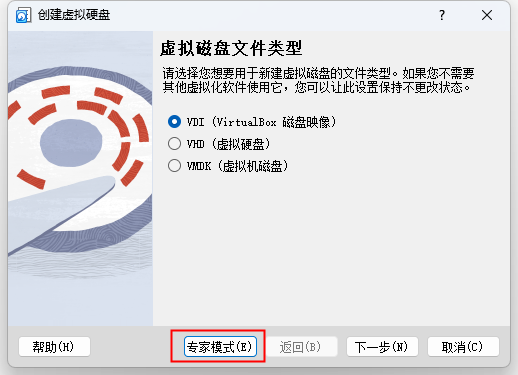 创建虚拟硬盘
?
虚拟磁盘文件类型
请选择您想要用于新建虚拟磁盘的文件类型。如果您不需要
其他虚拟化软件使用它，您可以让此设置保持不更改状态。
VDI (VirtualBox 磁盘映像)
VHD (虚拟硬盘)
VMDK (虚拟机磁盘)
帮助(H) 专家模式(E) 返回(B) 下一步(N) 取消(C)